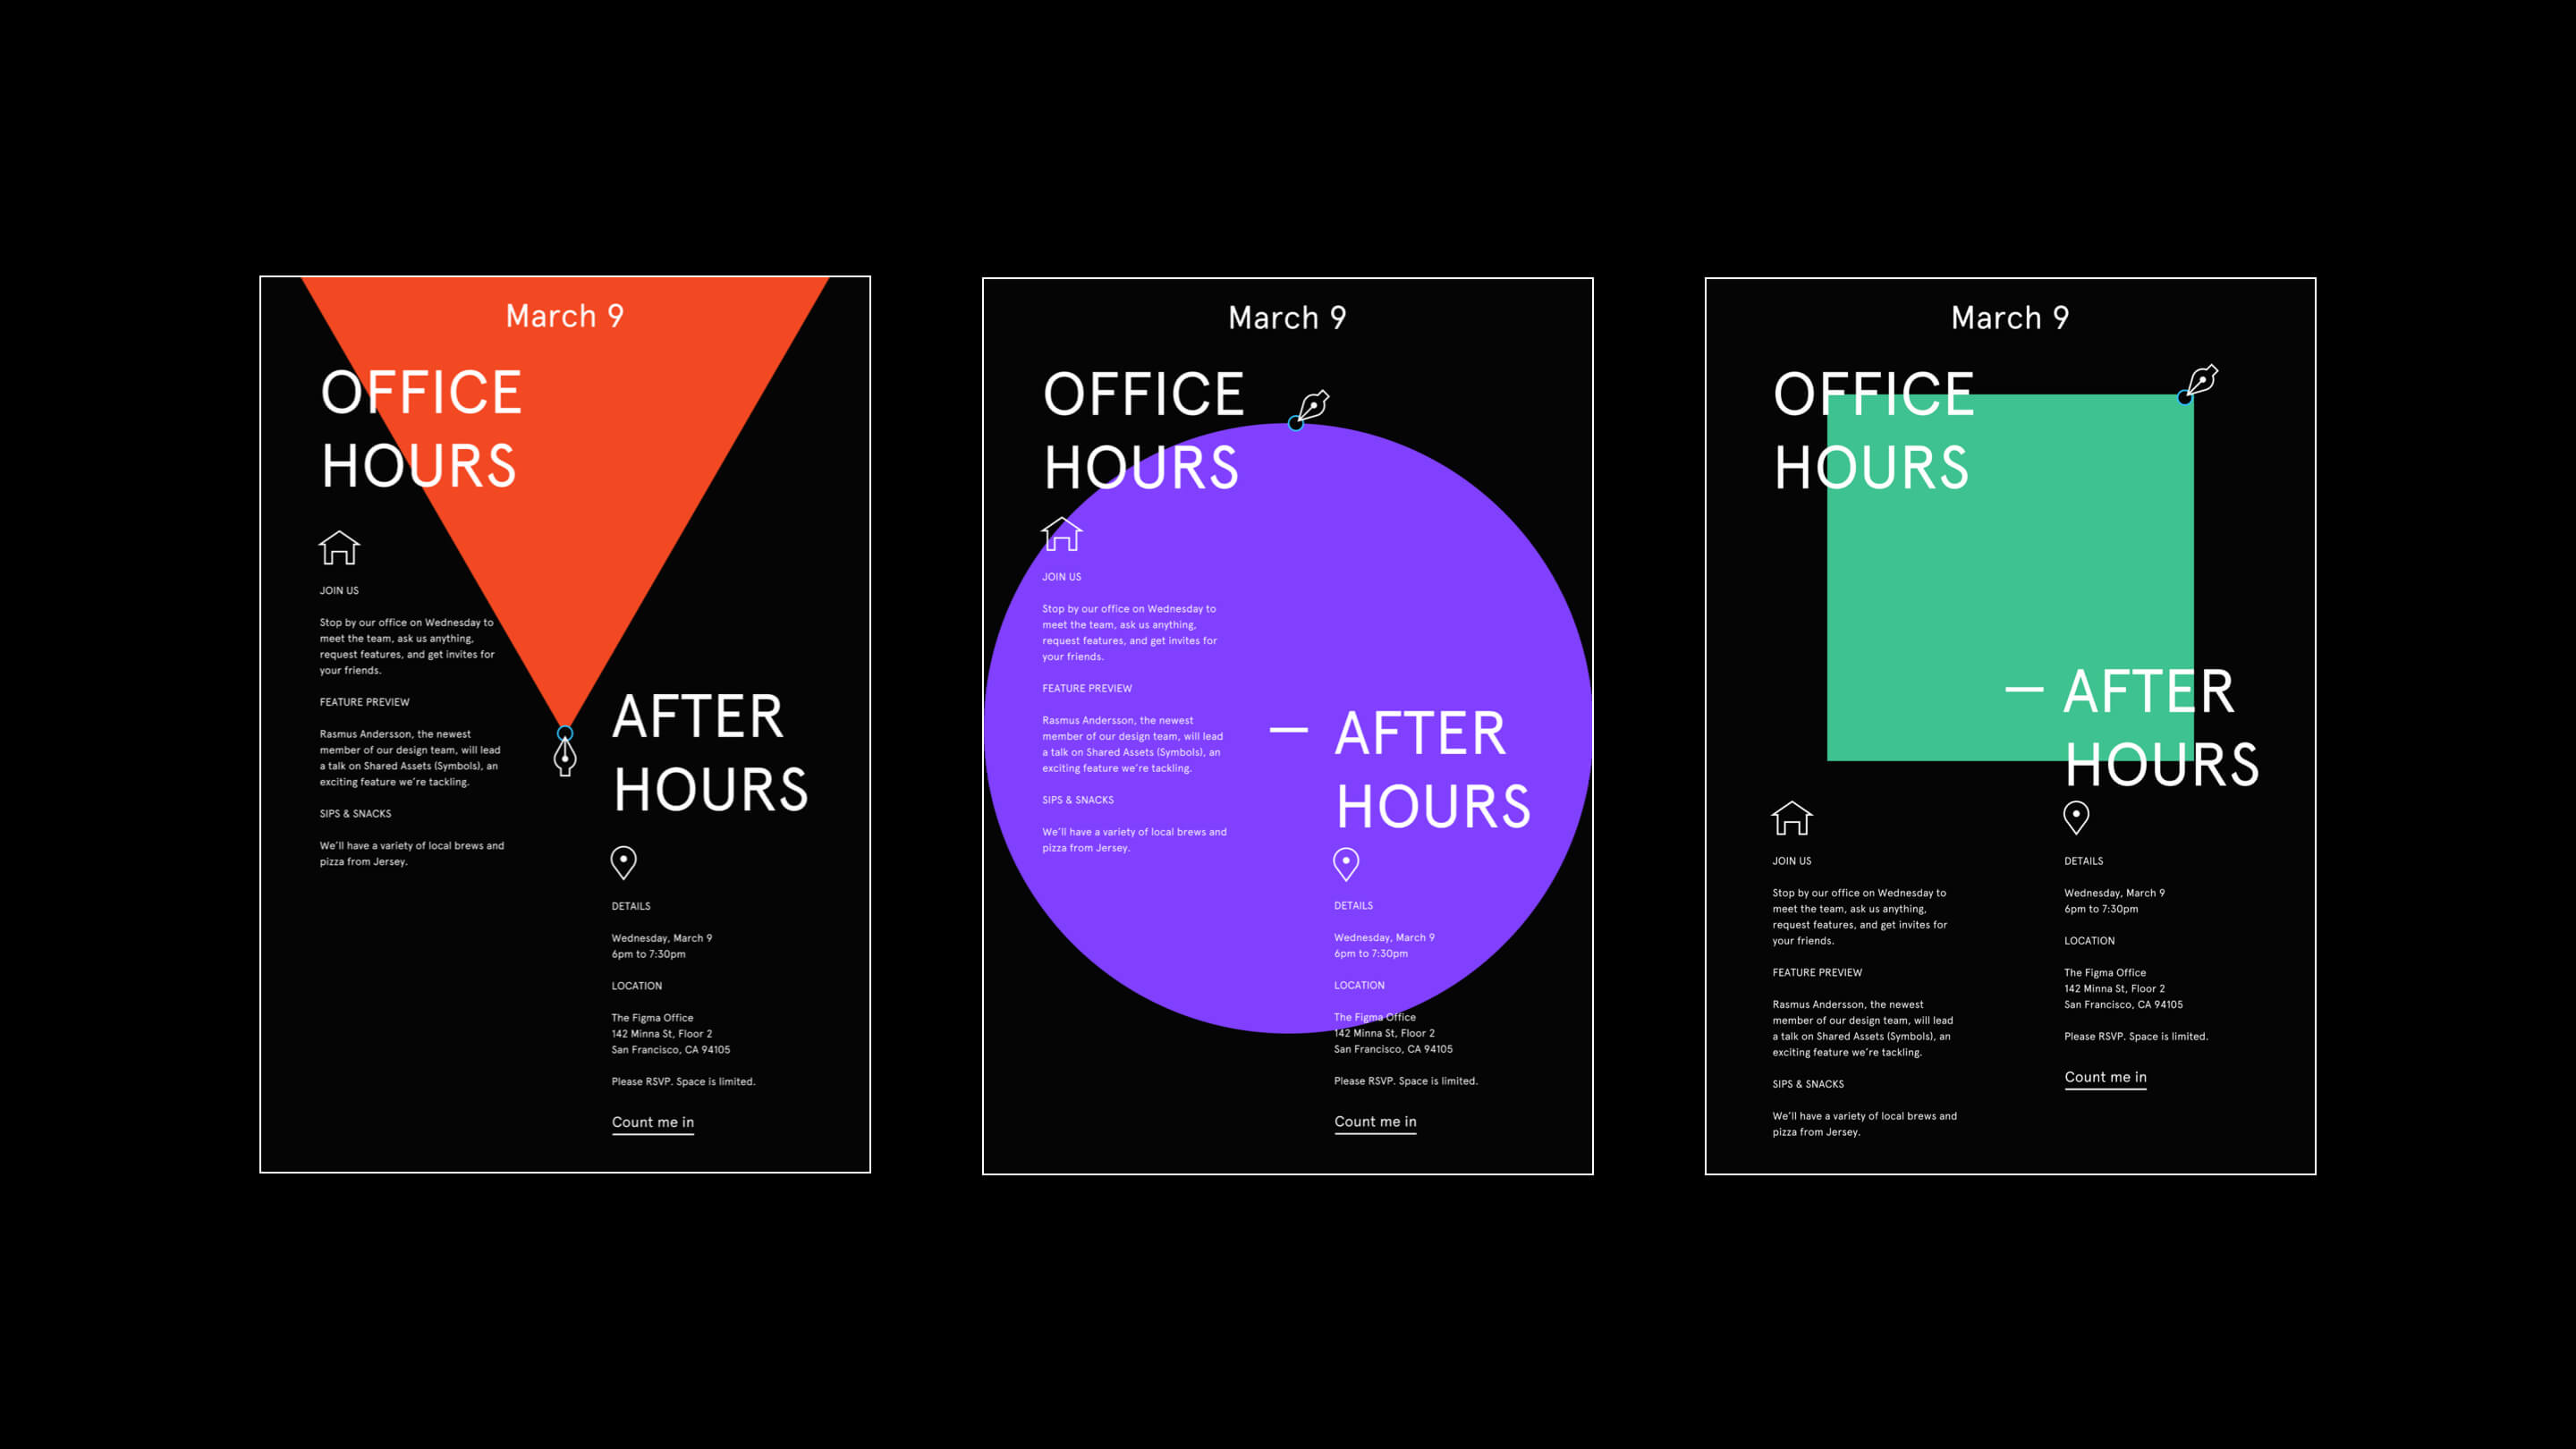 March 9
OFFICE
HOURS
JOIN US
Stop by our office on Wednesday to
meet the team, ask us anything,
request features, and get invites for
your friends.
FEATURE PREVIEW
Rasmus Andersson, the newest
member of our design team, will lead
a talk on Shared Assets (Symbols), an
exciting feature we're tackling.
SIPS & SNACKS
We'll have a variety of local brews and
pizza from Jersey.
AFTER
HOURS
DETAILS
Wednesday, March 9
6pm to 7:30pm
LOCATION
The Figma Office
142 Minna St, Floor 2
San Francisco, CA 94105
Please RSVP. Space is limited.
Count me in
March 9
OFFICE
HOURS
JOIN US
Stop by our office on Wednesday to
meet the team, ask us anything,
request features, and get invites for
your friends.
FEATURE PREVIEW
Rasmus Andersson, the newest
member of our design team, will lead
a talk on Shared Assets (Symbols), an
exciting feature we're tackling.
SIPS & SNACKS
We'll have a variety of local brews and
pizza from Jersey.
— AFTER
HOURS
DETAILS
Wednesday, March 9
6pm to 7:30pm
LOCATION
The Figma Office
142 Minna St, Floor 2
San Francisco, CA 94105
Please RSVP. Space is limited.
Count me in
March 9
OFFICE
HOURS
— AFTER
HOURS
JOIN US
Stop by our office on Wednesday to
meet the team, ask us anything,
request features, and get invites for
your friends.
FEATURE PREVIEW
Rasmus Andersson, the newest
member of our design team, will lead
a talk on Shared Assets (Symbols), an
exciting feature we're tackling.
SIPS & SNACKS
We'll have a variety of local brews and
pizza from Jersey.
DETAILS
Wednesday, March 9
6pm to 7:30pm
LOCATION
The Figma Office
142 Minna St, Floor 2
San Francisco, CA 94105
Please RSVP. Space is limited.
Count me in